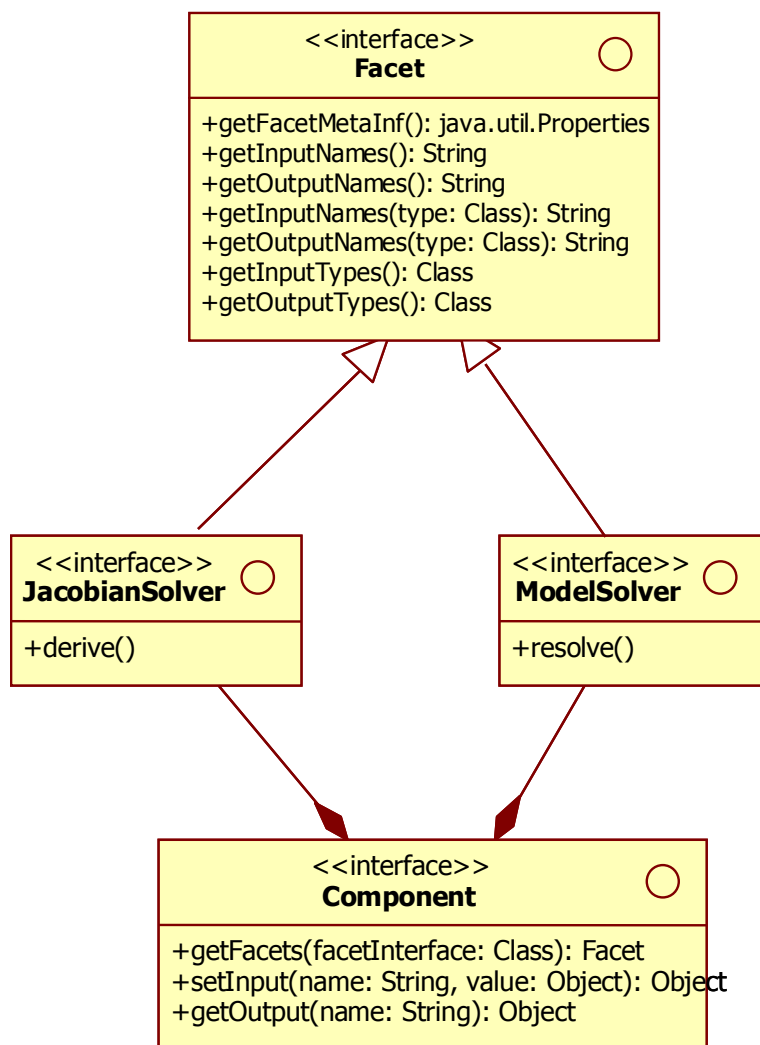 <<interface>>
Facet
+getFacetMetaInf(): java.util.Properties
+getInputNames(): String
+getOutputNames(): String
+getInputNames(type: Class): String
+getOutputNames(type: Class): String
+getInputTypes(): Class
+getOutputTypes(): Class
<<interface>>
JacobianSolver
+derive()
<<interface>>
ModelSolver
+resolve()
<<interface>>
Component
+getFacets(facetInterface: Class): Facet
+setInput(name: String, value: Object): Object
+getOutput(name: String): Object